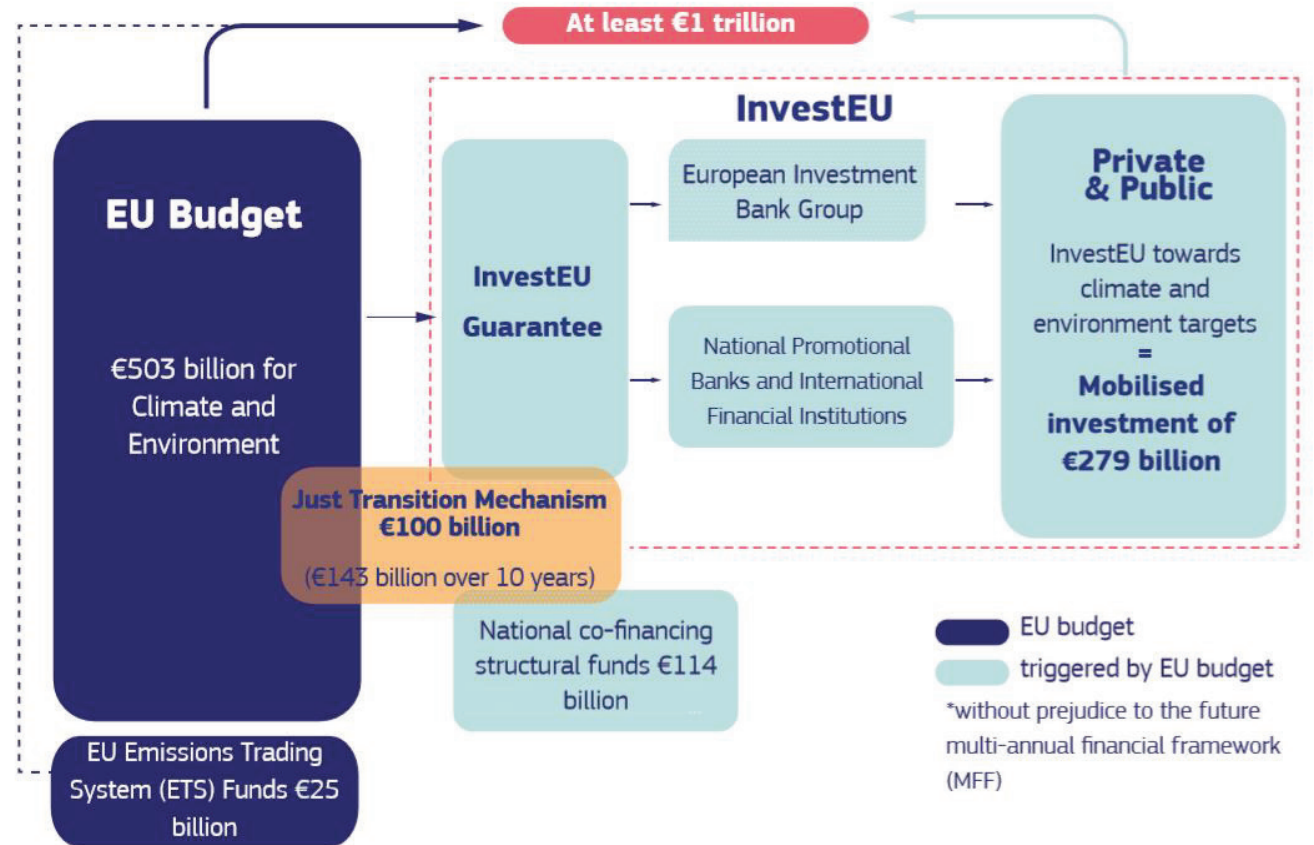 At least €1 trillion
EU Budget
€503 billion for
Climate and
Environment
EU Emissions Trading
System (ETS) Funds €25
billion
InvestEU
InvestEU
Guarantee
European Investment
Bank Group
National Promotional
Banks and International
Financial Institutions
Private
& Public
InvestEU towards
climate and
environment targets
=
Mobilised
investment of
€279 billion
Just Transition Mechanism
€100 billion
(€143 billion over 10 years)
National co-financing
structural funds €114
billion
EU budget
triggered by EU budget
*without prejudice to the future
multi-annual financial framework
(MFF)